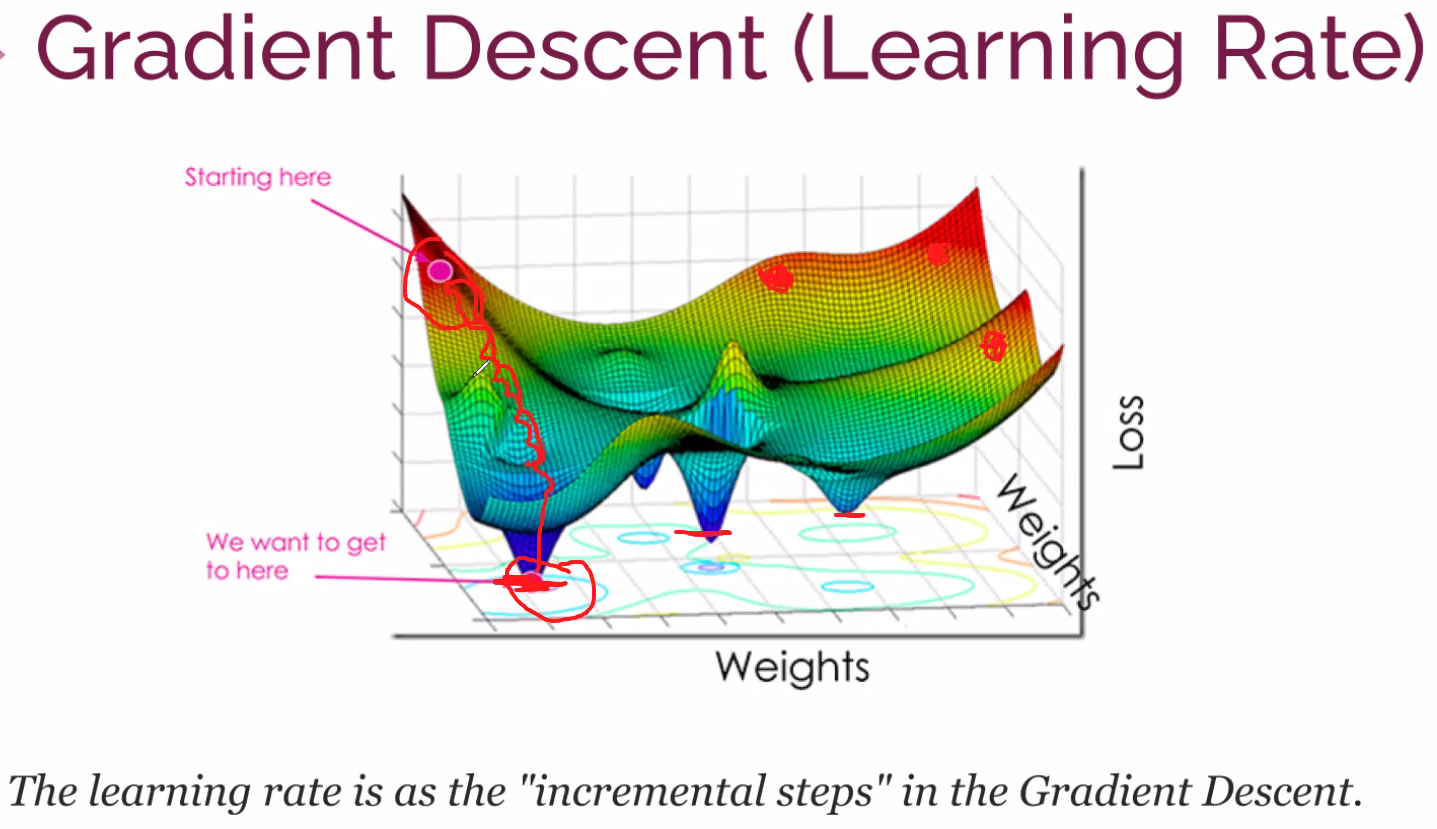 Gradient Descent (Learning Rate)
Starting here
We want to get
to here
Loss
Weights
Weights
The learning rate is as the "incremental steps" in the Gradient Descent.